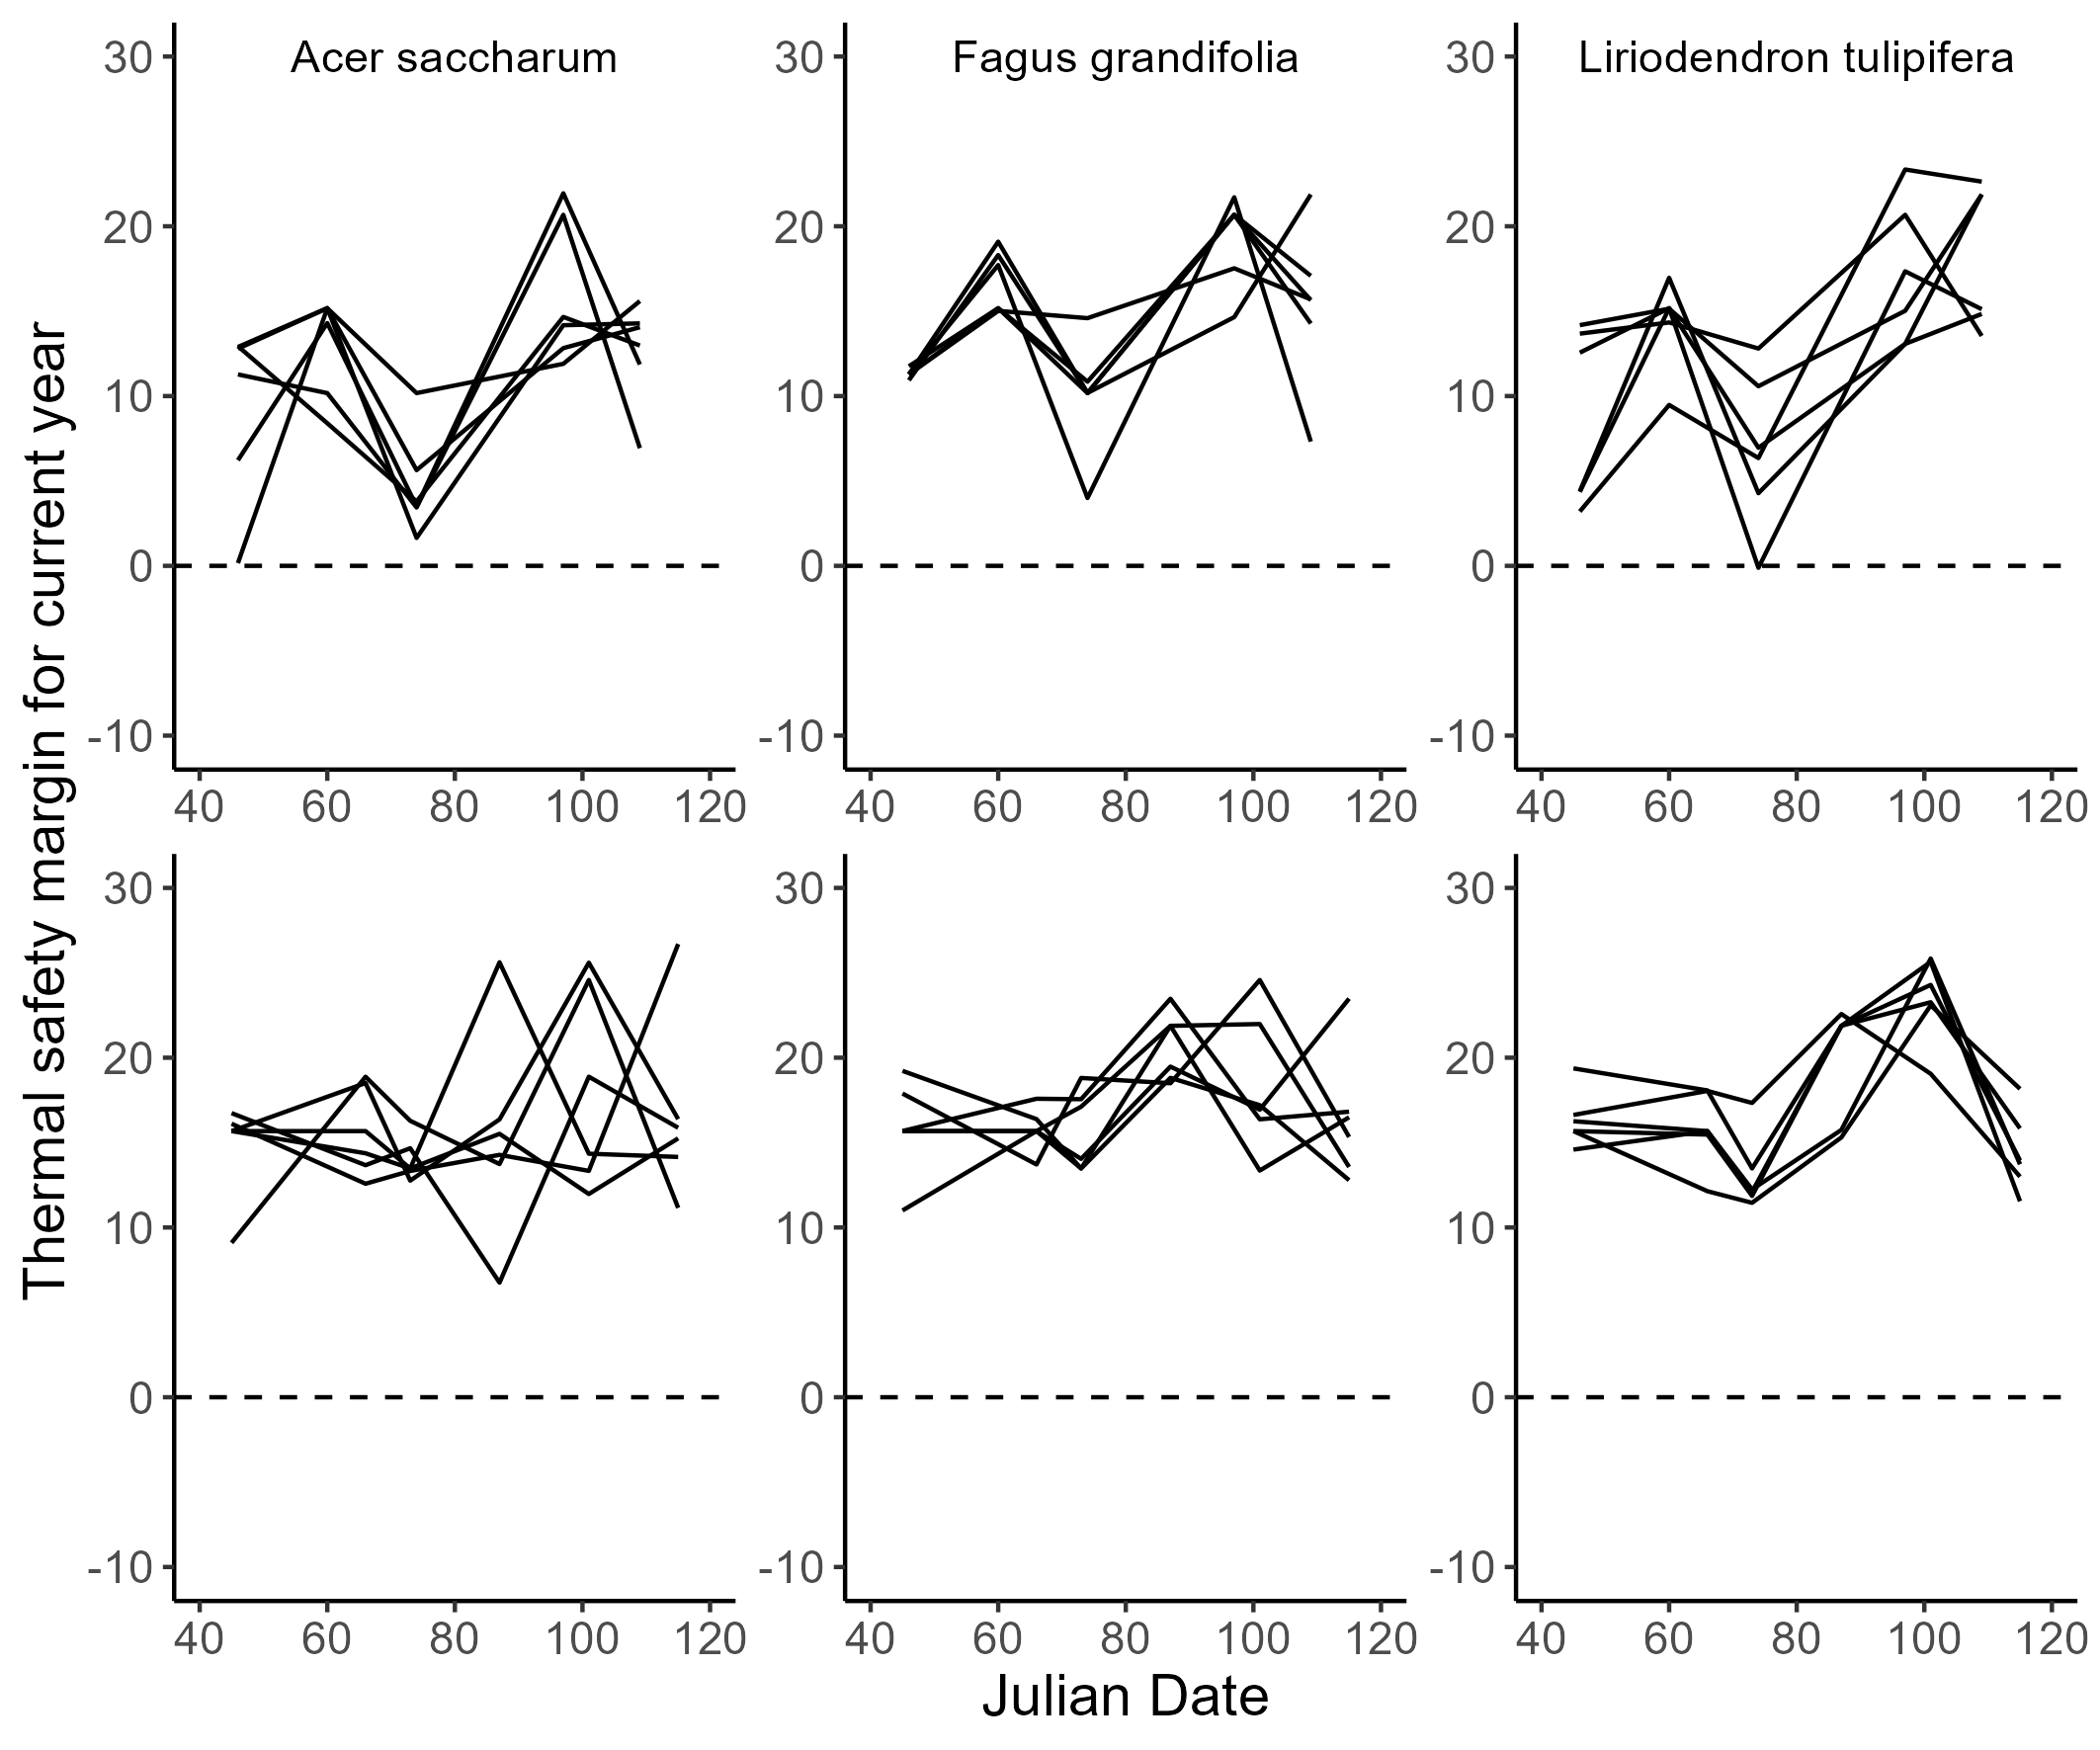 Thermal safety margin for current year
Acer saccharum
30
20
10
0
-10
40 60 80 100 120
Fagus grandifolia
30
20
10
0
-10
40 60 80 100 120
Liriodendron tulipifera
30
20
10
0
-10
40 60 80 100 120
30
20
10
0
-10
40 60 80 100 120
30
20
10
0
-10
40 60 80 100 120
30
20
10
0
-10
40 60 80 100 120
Julian Date